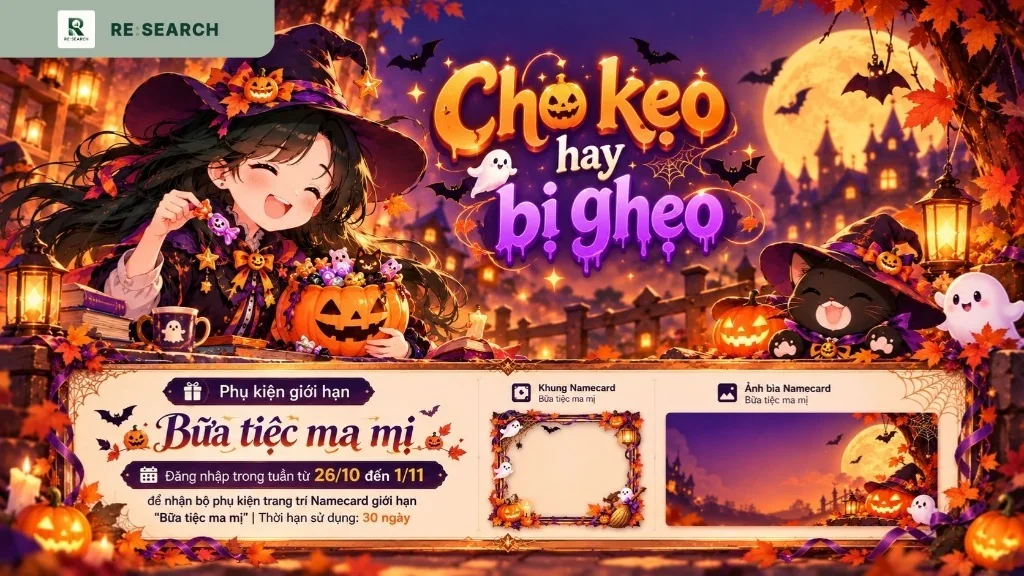 RE:SEARCH
RE:SEARCH
Cho kẹo
hay
bị ghẹo
Phụ kiện giới hạn
Bữa tiệc ma mị
Đăng nhập trong tuần từ 26/10 đến 1/11
để nhận bộ phụ kiện trang trí Namecard giới hạn
"Bữa tiệc ma mị" | Thời hạn sử dụng: 30 ngày
Khung Namecard
Bữa tiệc ma mị
Ảnh bìa Namecard
Bữa tiệc ma mị